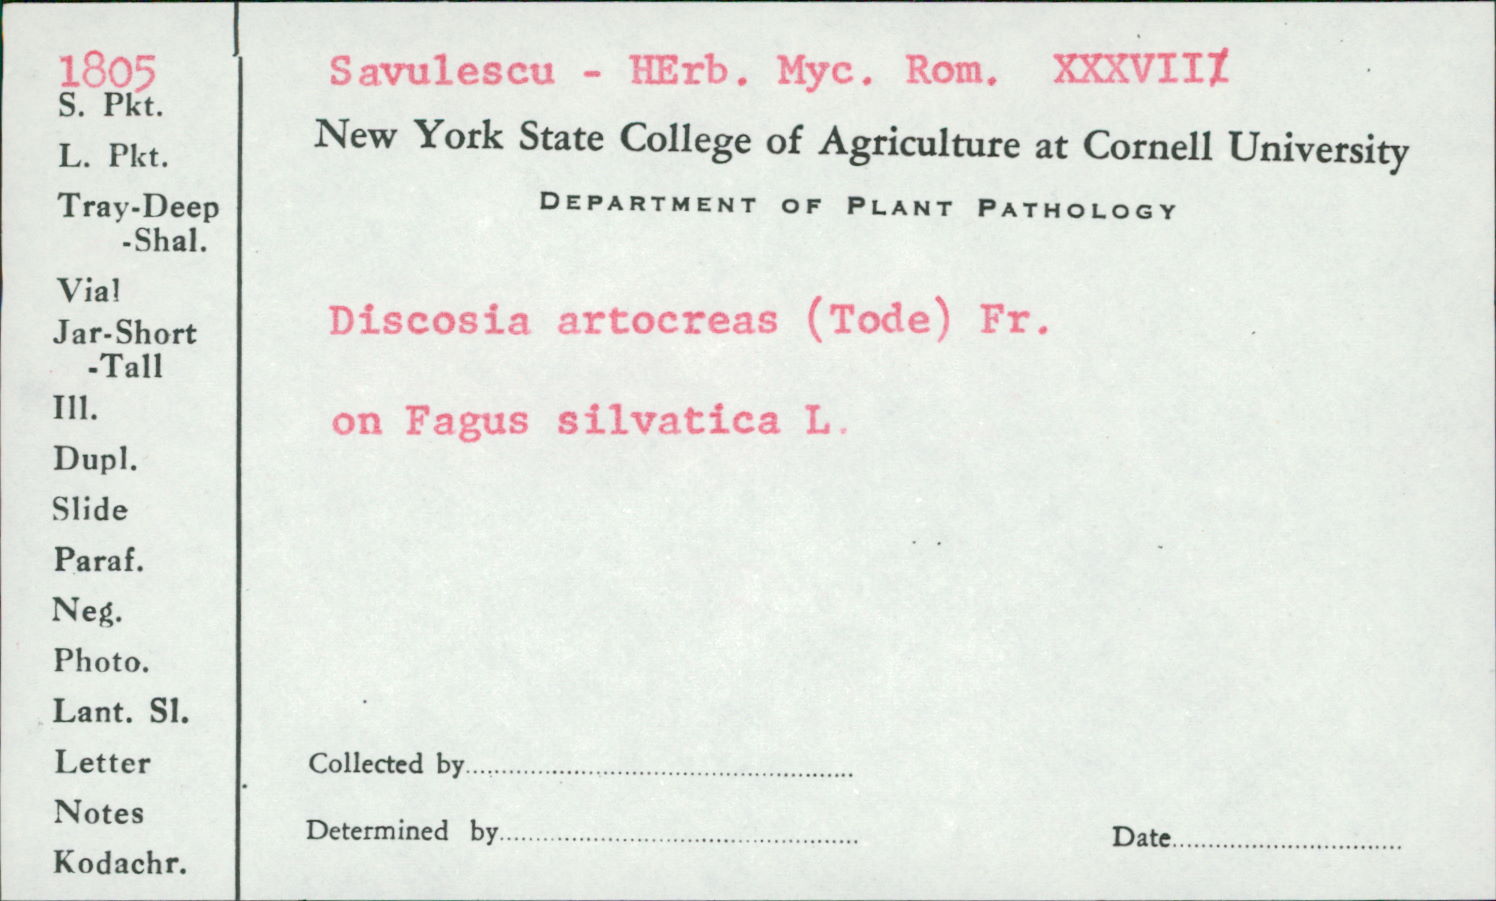 1805
Savulescu - HErb. Myc. Rom. XXXVII/
New York State College of Agriculture at Cornell University
DEPARTMENT OF PLANT PATHOLOGY
S. Pkt.
L. Pkt.
Tray-Deep
-Shal.
Vial
Jar-Short
-Tall
Ill.
Dupl.
Slide
Paraf.
Neg.
Photo.
Lant. Sl.
Letter
Notes
Kodachr.
Discosia artocreas (Tode) Fr.
on Fagus silvatica L.
Collected by
Determined by
Date